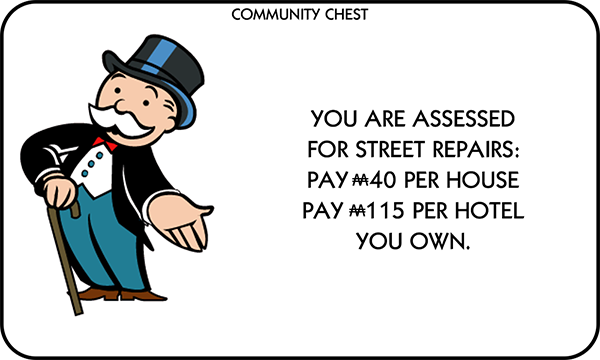 COMMUNITY CHEST
YOU ARE ASSESSED
FOR STREET REPAIRS:
PAY ₩40 PER HOUSE
PAY ₩115 PER HOTEL
YOU OWN.